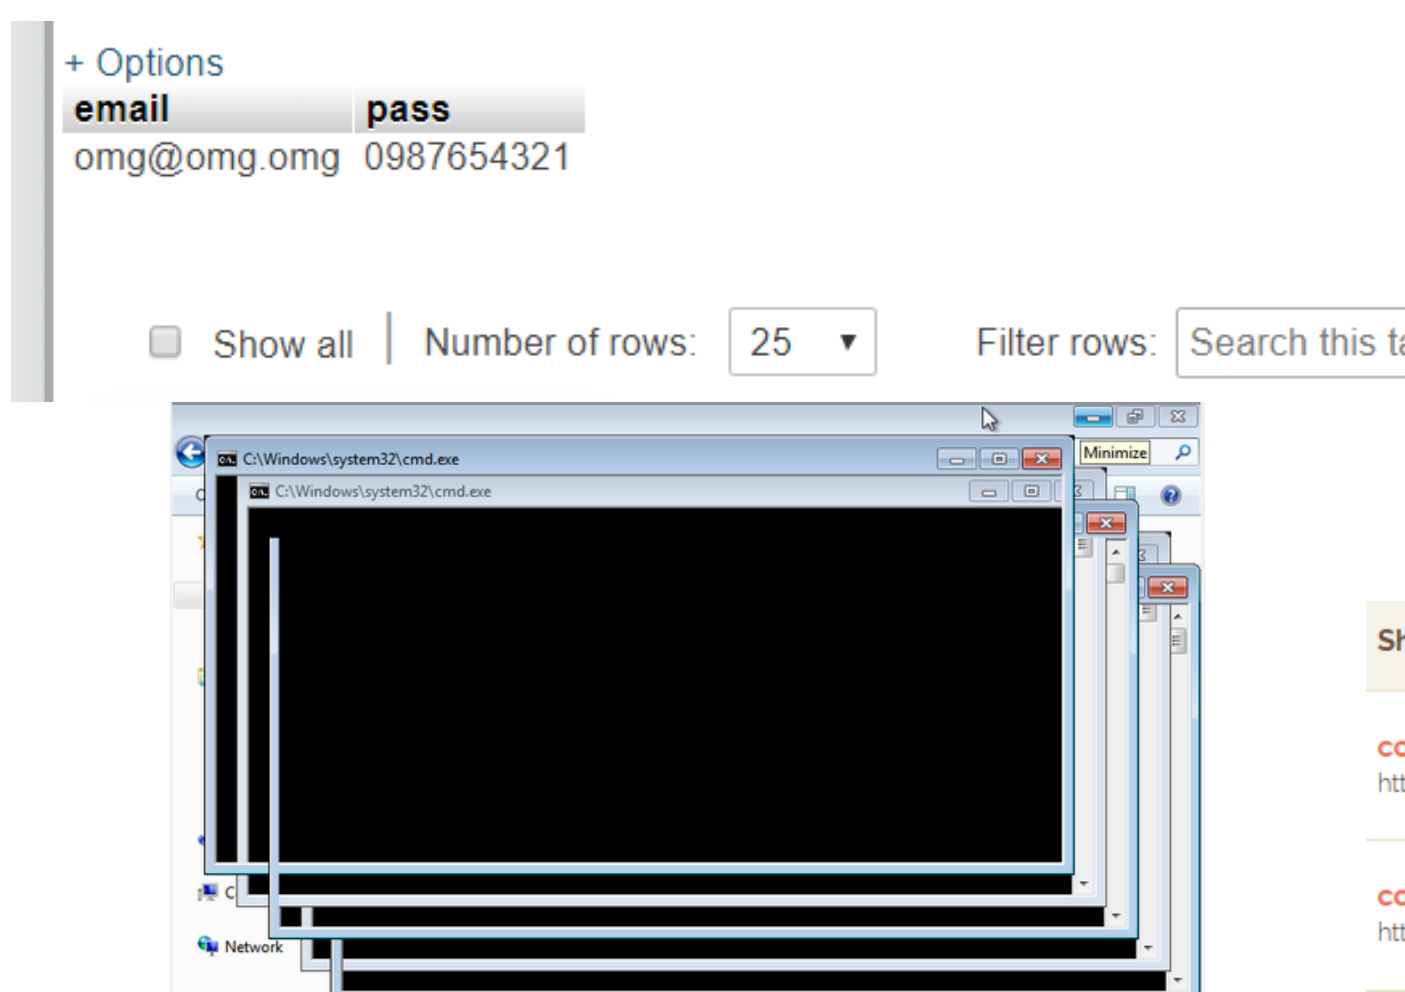 + Options
email pass
omg@omg.omg 0987654321
Show all Number of rows: 25 Filter rows: Search this
Minimize
C:\Windows\system32\cmd.exe
C:\Windows\system32\cmd.exe
Network